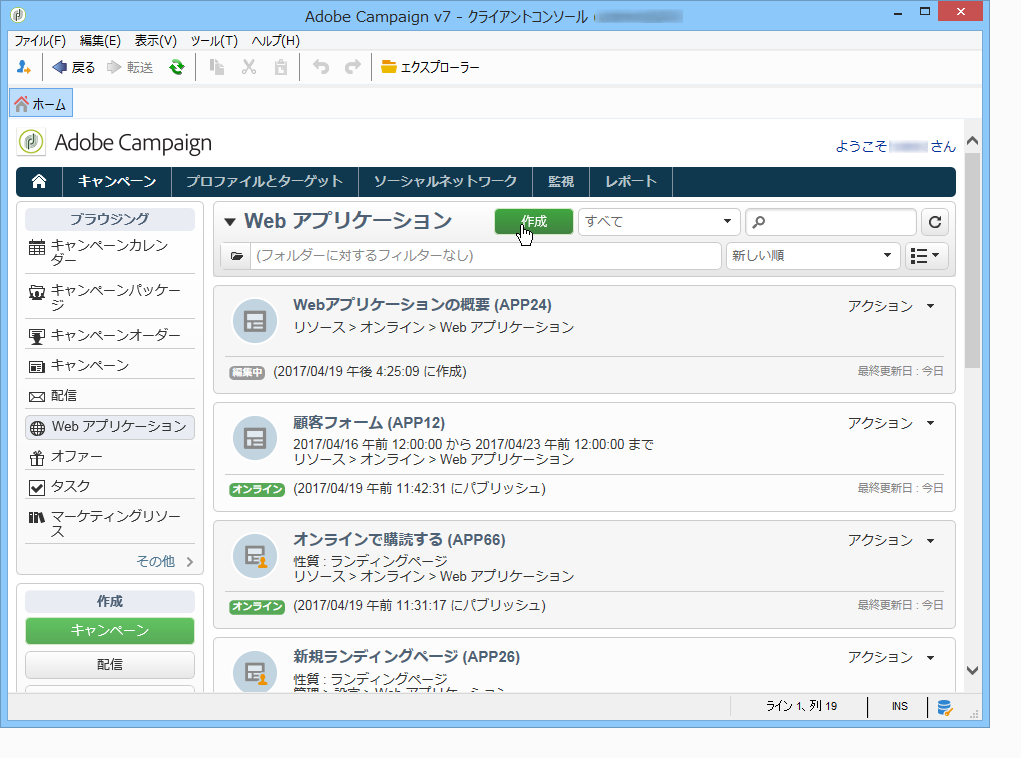 Adobe Campaign v7 - クライアントコンソール
ファイル(F) 編集(E) 表示(V) ツール(T) ヘルプ(H)
戻る 転送 エクスプローラー
ホーム
Adobe Campaign
ようこそ さん
キャンペーン プロファイルとターゲット ソーシャルネットワーク 監視 レポート
ブラウジング
キャンペーンカレン
ダー
キャンペーンパッケー
ジ
キャンペーンオーダー
キャンペーン
配信
Web アプリケーション
オファー
タスク
マーケティングリソー
ス
その他
作成
キャンペーン
配信
Web アプリケーション 作成 すべて
(フォルダーに対するフィルターなし) 新しい順
Webアプリケーションの概要 (APP24) アクション
リソース > オンライン > Web アプリケーション
編集中 (2017/04/19 午後 4:25:09 に作成) 最終更新日 : 今日
顧客フォーム (APP12) アクション
2017/04/16 午前 12:00:00 から 2017/04/23 午前 12:00:00 まで
リソース > オンライン > Web アプリケーション
オンライン (2017/04/19 午前 11:42:31 にパブリッシュ) 最終更新日 : 今日
オンラインで購読する (APP66) アクション
性質 : ランディングページ
リソース > オンライン > Web アプリケーション
オンライン (2017/04/19 午前 11:31:17 にパブリッシュ) 最終更新日 : 今日
新規ランディングページ (APP26) アクション
性質 : ランディングページ
管理 > 設定 > Web アプリケーション
ライン 1、列 19 INS